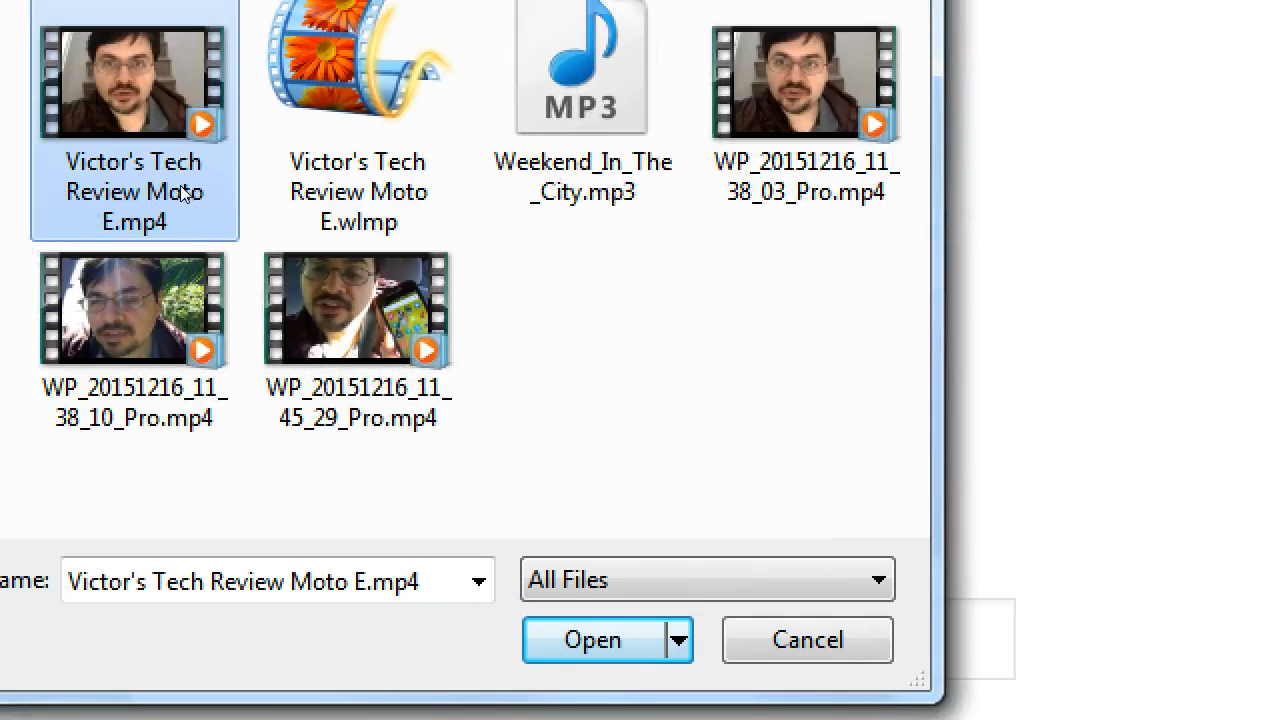 MP3
Victor's Tech
Review Moto
E.mp4
Victor's Tech
Review Moto
E.wlmp
Weekend_In_The
_City.mp3
WP_20151216_11_
38_03_Pro.mp4
WP_20151216_11_
38_10_Pro.mp4
WP_20151216_11_
45_29_Pro.mp4
ame:
Victor's Tech Review Moto E.mp4
All Files
Open
Cancel